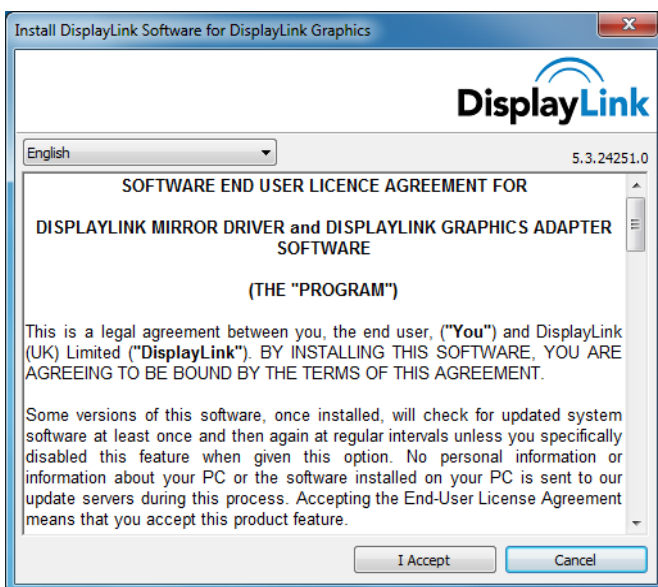 Install DisplayLink Software for DisplayLink Graphics
DisplayLink
English
5.3.24251.0
SOFTWARE END USER LICENCE AGREEMENT FOR
DISPLAYLINK MIRROR DRIVER and DISPLAYLINK GRAPHICS ADAPTER
SOFTWARE
(THE "PROGRAM")
This is a legal agreement between you, the end user, ("You") and DisplayLink
(UK) Limited ("DisplayLink"). BY INSTALLING THIS SOFTWARE, YOU ARE
AGREEING TO BE BOUND BY THE TERMS OF THIS AGREEMENT.
Some versions of this software, once installed, will check for updated system
software at least once and then again at regular intervals unless you specifically
disabled this feature when given this option. No personal information or
information about your PC or the software installed on your PC is sent to our
update servers during this process. Accepting the End-User License Agreement
means that you accept this product feature.
I Accept
Cancel